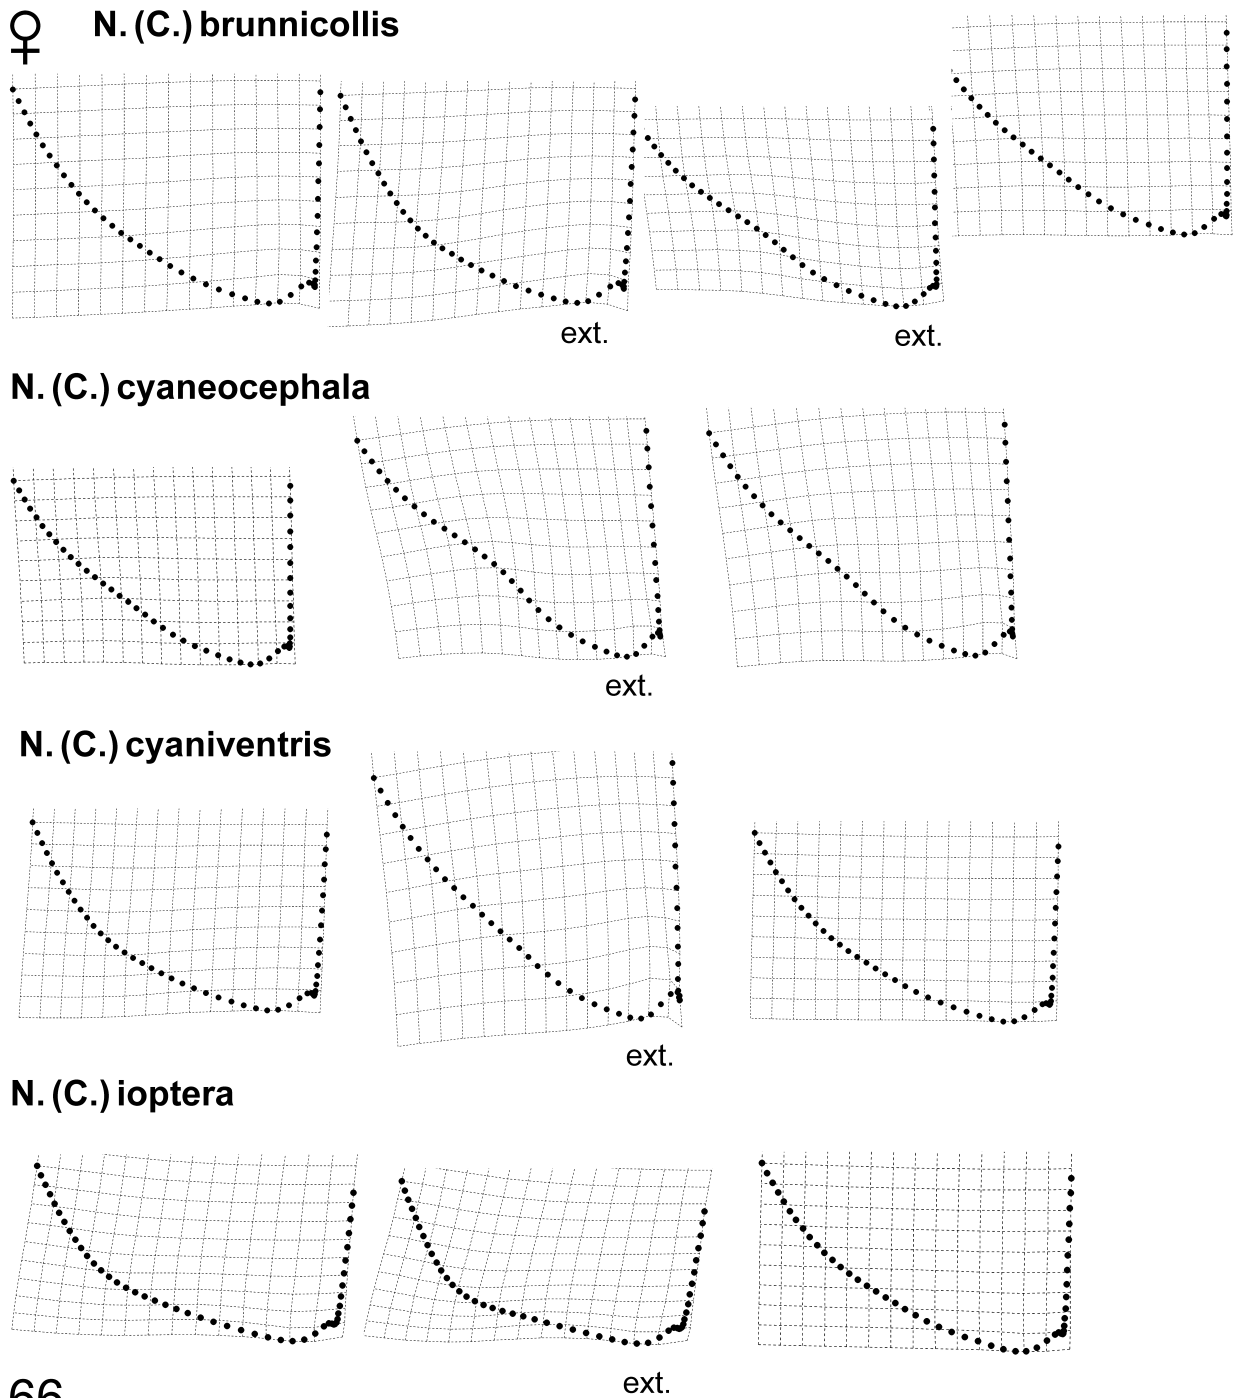 ♀ N. (C.) brunnicollis
ext. ext.
N. (C.) cyaneocephala
ext.
N. (C.) cyaniventris
ext.
N. (C.) ioptera
ext.
66